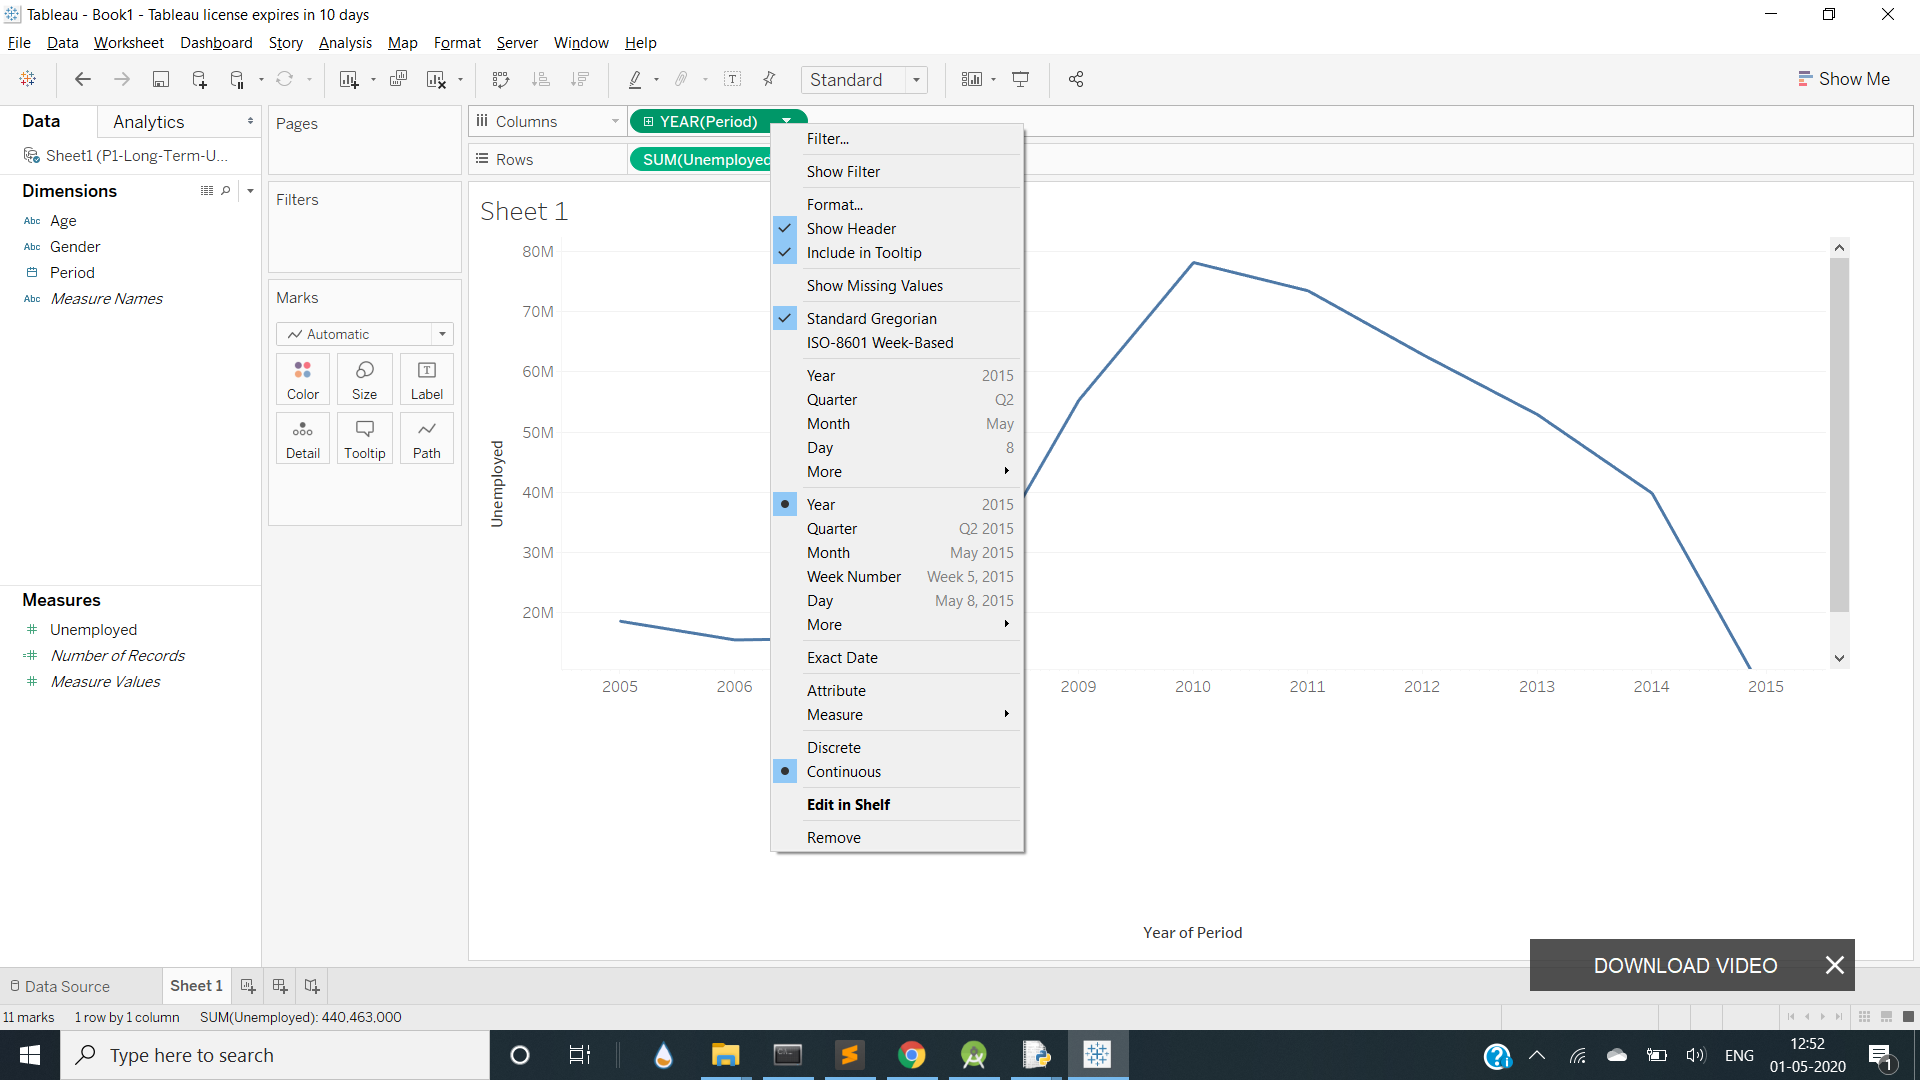 Tableau - Book1 - Tableau license expires in 10 days
File Data Worksheet Dashboard Story Analysis Map Format Server Window Help
Standard
Show Me
Data Analytics
Sheet1 (P1-Long-Term-U...
Dimensions
Abc Age
Abc Gender
Period
Abc Measure Names
Measures
Unemployed
Number of Records
Measure Values
Pages
Filters
Marks
Automatic
Color Size Label
Detail Tooltip Path
Columns YEAR(Period)
Rows SUM(Unemployed
Sheet 1
80M
70M
60M
50M
40M
30M
20M
Unemployed
2005 2006 2009 2010 2011 2012 2013 2014 2015
Year of Period
Filter...
Show Filter
Format...
Show Header
Include in Tooltip
Show Missing Values
Standard Gregorian
ISO-8601 Week-Based
Year 2015
Quarter Q2
Month May
Day 8
More
Year 2015
Quarter Q2 2015
Month May 2015
Week Number Week 5, 2015
Day May 8, 2015
More
Exact Date
Attribute
Measure
Discrete
Continuous
Edit in Shelf
Remove
DOWNLOAD VIDEO
Data Source Sheet 1
11 marks 1 row by 1 column SUM(Unemployed): 440,463,000
Type here to search
ENG
12:52
01-05-2020
1